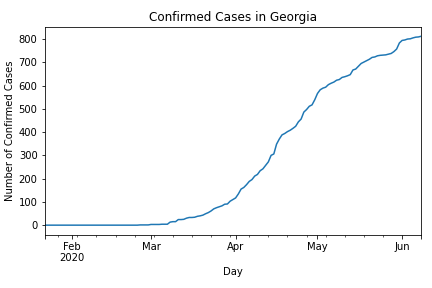 Confirmed Cases in Georgia
800
700
600
500
400
300
200
100
0
Number of Confirmed Cases
Feb
2020
Mar
Apr
May
Jun
Day